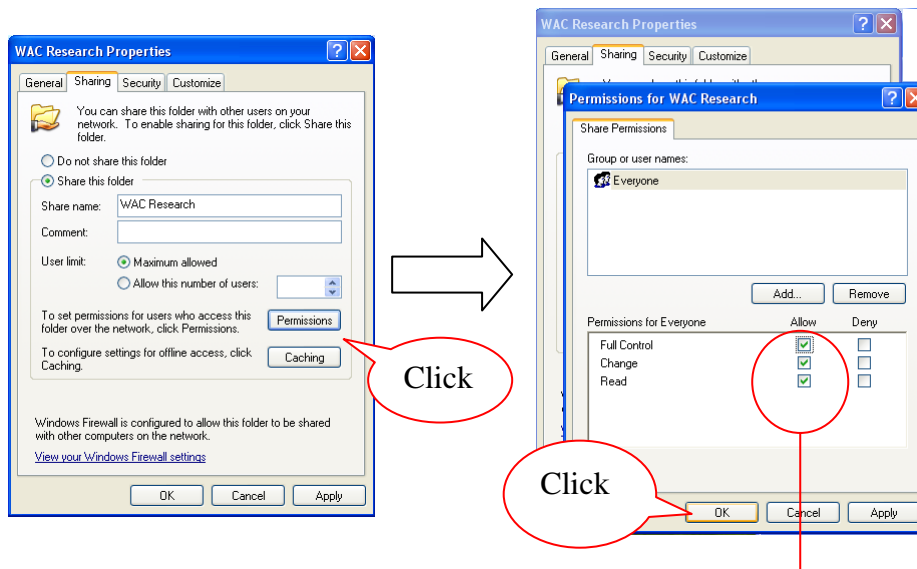 WAC Research Properties
General Sharing Security Customize
You can share this folder with other users on your
network. To enable sharing for this folder, click Share this
folder.
Do not share this folder
Share this folder
Share name: WAC Research
Comment:
User limit: Maximum allowed
Allow this number of users:
To set permissions for users who access this
folder over the network, click Permissions.
Permissions
To configure settings for offline access, click
Caching.
Caching
Click
Windows Firewall is configured to allow this folder to be shared
with other computers on the network.
View your Windows Firewall settings
OK Cancel Apply
WAC Research Properties
General Sharing Security Customize
Permissions for WAC Research
Share Permissions
Group or user names:
Everyone
Add... Remove
Permissions for Everyone Allow Deny
Full Control
Change
Read
Click
OK Cancel Apply